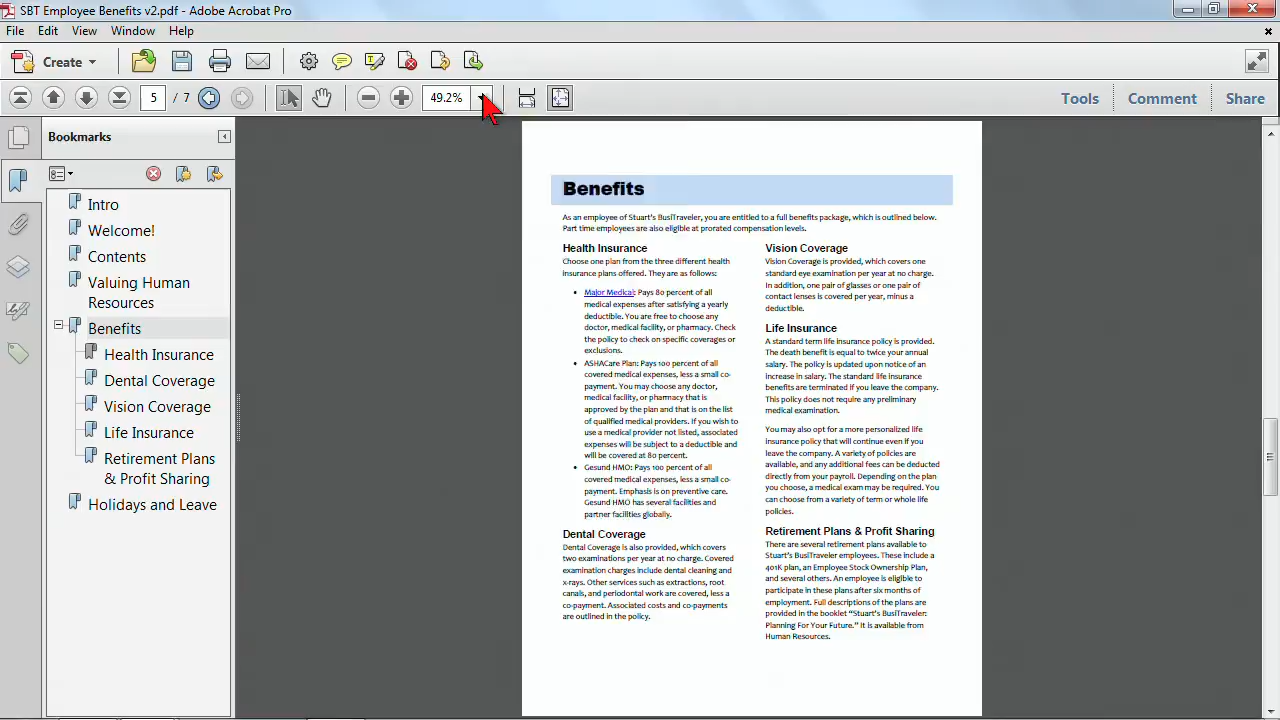 SBT Employee Benefits v2.pdf - Adobe Acrobat Pro
File Edit View Window Help
Create
5 / 7 49.2% Tools Comment Share
Bookmarks
Intro
Welcome!
Contents
Valuing Human
Resources
Benefits
Health Insurance
Dental Coverage
Vision Coverage
Life Insurance
Retirement Plans
& Profit Sharing
Holidays and Leave
Benefits
As an employee of Stuart's BusiTraveler, you are entitled to a full benefits package, which is outlined below.
Part time employees are also eligible at prorated compensation levels.
Health Insurance
Choose one plan from the three different health
insurance plans offered. They are as follows:
• Major Medical: Pays 80 percent of all
medical expenses after satisfying a yearly
deductible. You are free to choose any
doctor, medical facility, or pharmacy. Check
the policy to check on specific coverages or
exclusions.
• ASHACare Plan: Pays 100 percent of all
covered medical expenses, less a small co-
payment. You may choose any doctor,
medical facility, or pharmacy that is
approved by the plan and that is on the list
of qualified medical providers. If you wish to
use a medical provider not listed, associated
expenses will be subject to a deductible and
will be covered at 80 percent.
• Gesund HMO: Pays 100 percent of all
covered medical expenses, less a small co-
payment. Emphasis is on preventive care.
Gesund HMO has several facilities and
partner facilities globally.
Dental Coverage
Dental Coverage is also provided, which covers
two examinations per year at no charge. Covered
examination charges include dental cleaning and
x-rays. Other services such as extractions, root
canals, and periodontal work are covered, less a
co-payment. Associated costs and co-payments
are outlined in the policy.
Vision Coverage
Vision Coverage is provided, which covers one
standard eye examination per year at no charge.
In addition, one pair of glasses or one pair of
contact lenses is covered per year, minus a
deductible.
Life Insurance
A standard term life insurance policy is provided.
The death benefit is equal to twice your annual
salary. The policy is updated upon notice of an
increase in salary. The standard life insurance
benefits are terminated if you leave the company.
This policy does not require any preliminary
medical examination.
You may also opt for a more personalized life
insurance policy that will continue even if you
leave the company. A variety of policies are
available, and any additional fees can be deducted
directly from your payroll. Depending on the plan
you choose, a medical exam may be required. You
can choose from a variety of term or whole life
policies.
Retirement Plans & Profit Sharing
There are several retirement plans available to
Stuart's BusiTraveler employees. These include a
401K plan, an Employee Stock Ownership Plan,
and several others. An employee is eligible to
participate in these plans after six months of
employment. Full descriptions of the plans are
provided in the booklet “Stuart's BusiTraveler:
Planning For Your Future.” It is available from
Human Resources.